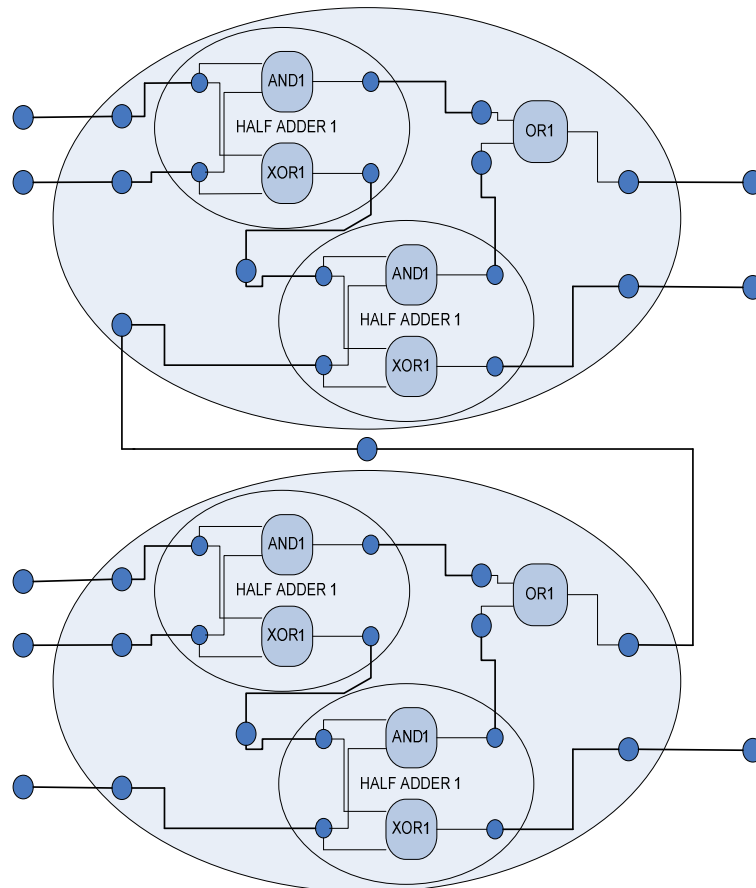 AND1
OR1
HALF ADDER 1
XOR1
AND1
HALF ADDER 1
XOR1
AND1
OR1
HALF ADDER 1
XOR1
AND1
HALF ADDER 1
XOR1